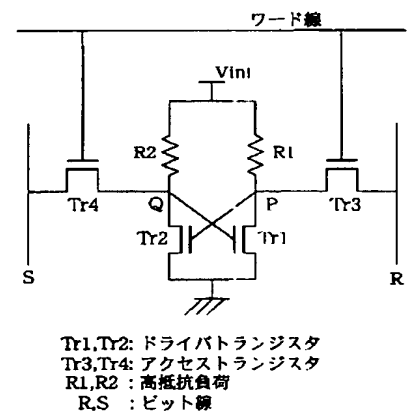 ワード線
Vini
R2
R1
Tr4
Q
P
Tr3
Tr2
Tr1
S
R
Tr1,Tr2: ドライバトランジスタ
Tr3,Tr4: アクセストランジスタ
R1,R2 : 高抵抗負荷
R,S : ビット線